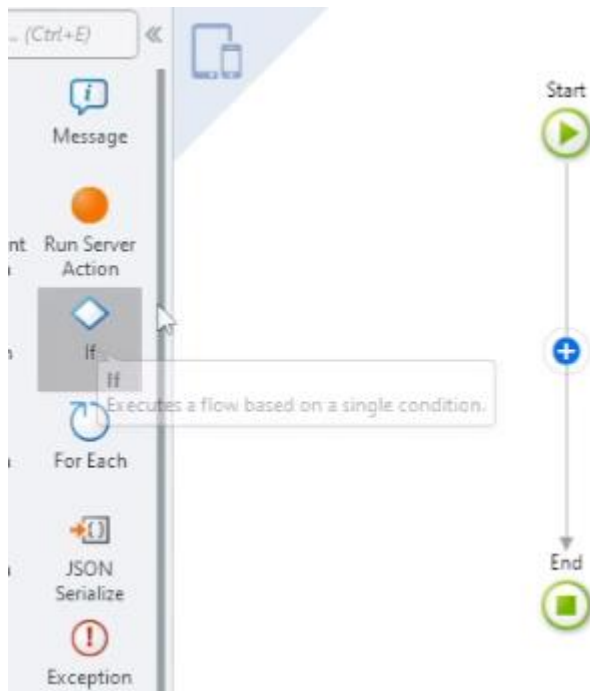 ... (Ctrl+E)
Start
Message
nt Run Server
Action
If
If
Executes a flow based on a single condition.
For Each
JSON
Serialize
End
Exception